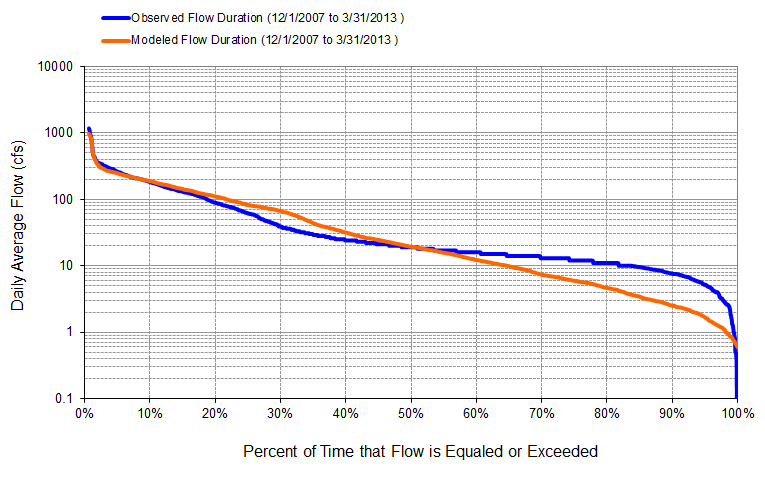 Observed Flow Duration (12/1/2007 to 3/31/2013 )
Modeled Flow Duration (12/1/2007 to 3/31/2013 )
10000
1000
100
10
1
0.1
Daily Average Flow (cfs)
0% 10% 20% 30% 40% 50% 60% 70% 80% 90% 100%
Percent of Time that Flow is Equaled or Exceeded